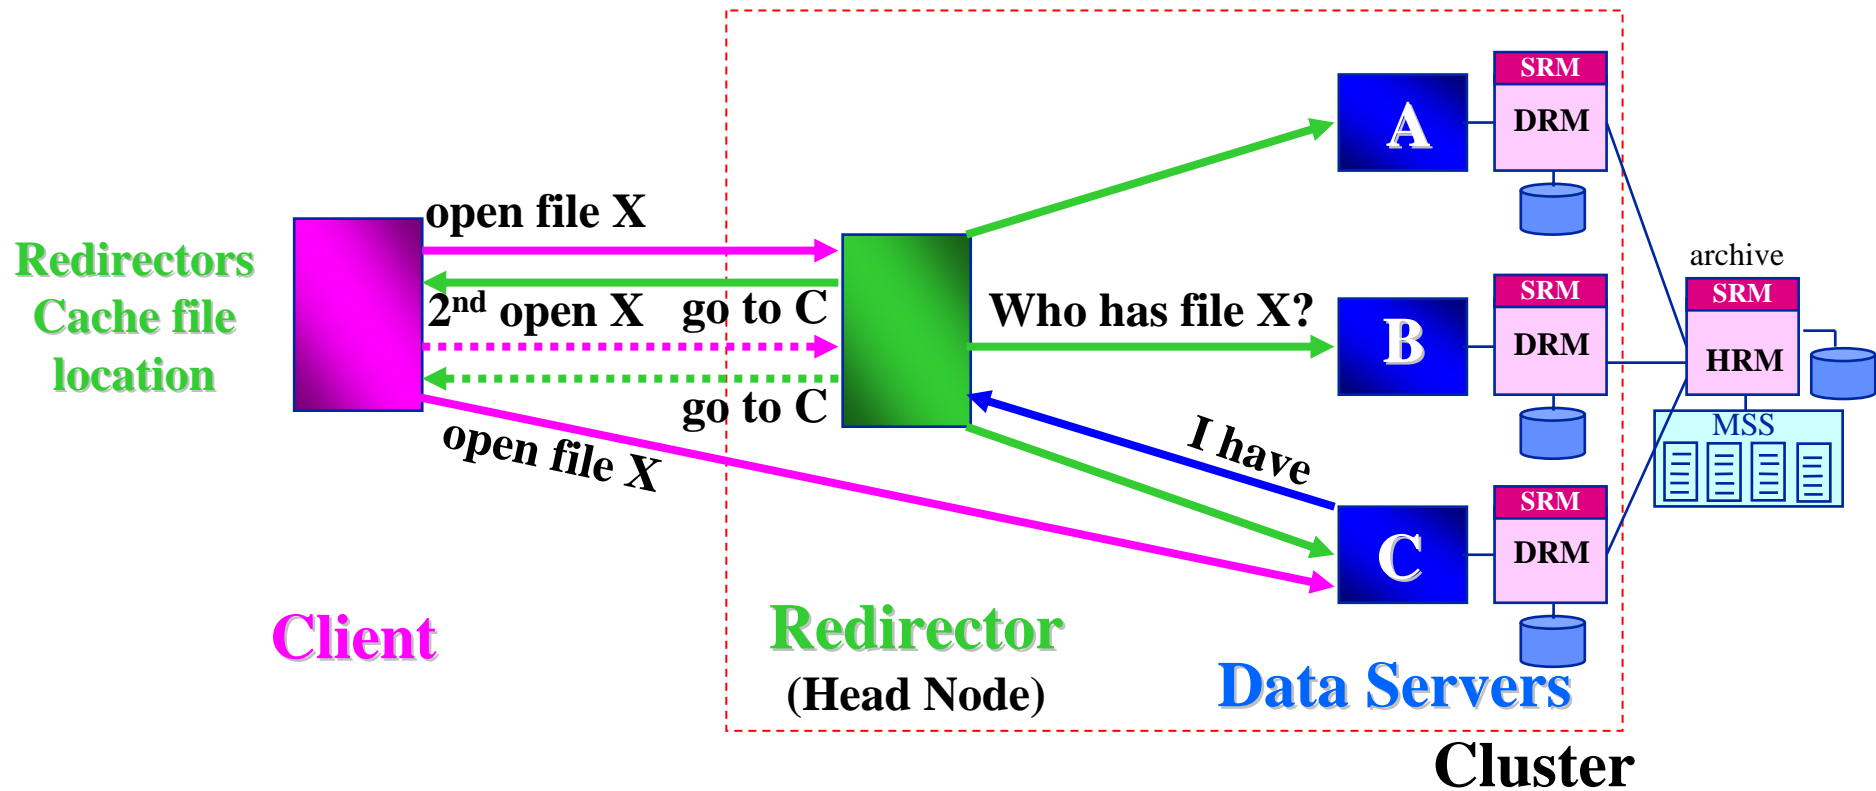 Redirectors
Cache file
location
open file X
2nd open X
go to C
go to C
open file X
Client
Redirector
(Head Node)
Who has file X?
I have
A
B
C
SRM
DRM
SRM
DRM
SRM
DRM
Data Servers
Cluster
archive
SRM
HRM
MSS